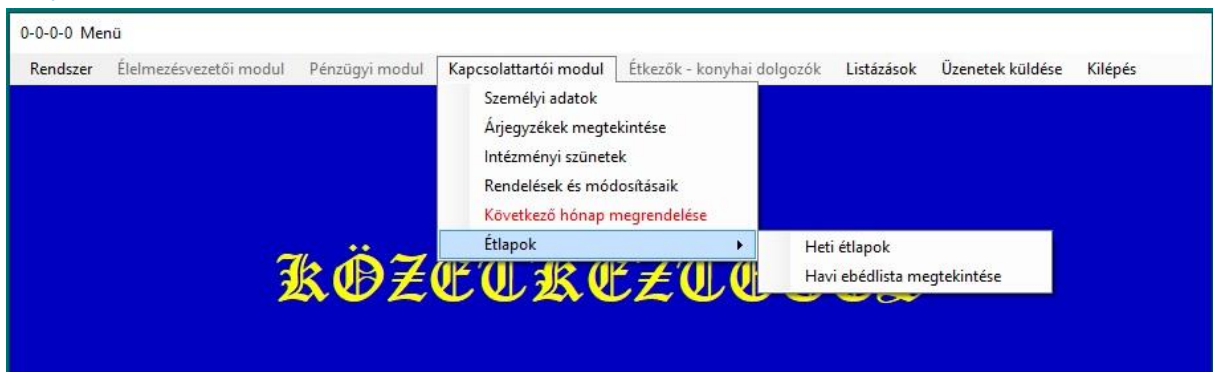 0-0-0-0 Menü
Rendszer Élelmezésvezetői modul Pénzügyi modul Kapcsolattartói modul Étkezők - konyhai dolgozók Listázások Üzenetek küldése Kilépés
Személyi adatok
Árjegyzékek megtekintése
Intézményi szünetek
Rendelések és módosításaik
Következő hónap megrendelése
Étlapok
Heti étlapok
Havi ebédlista megtekintése